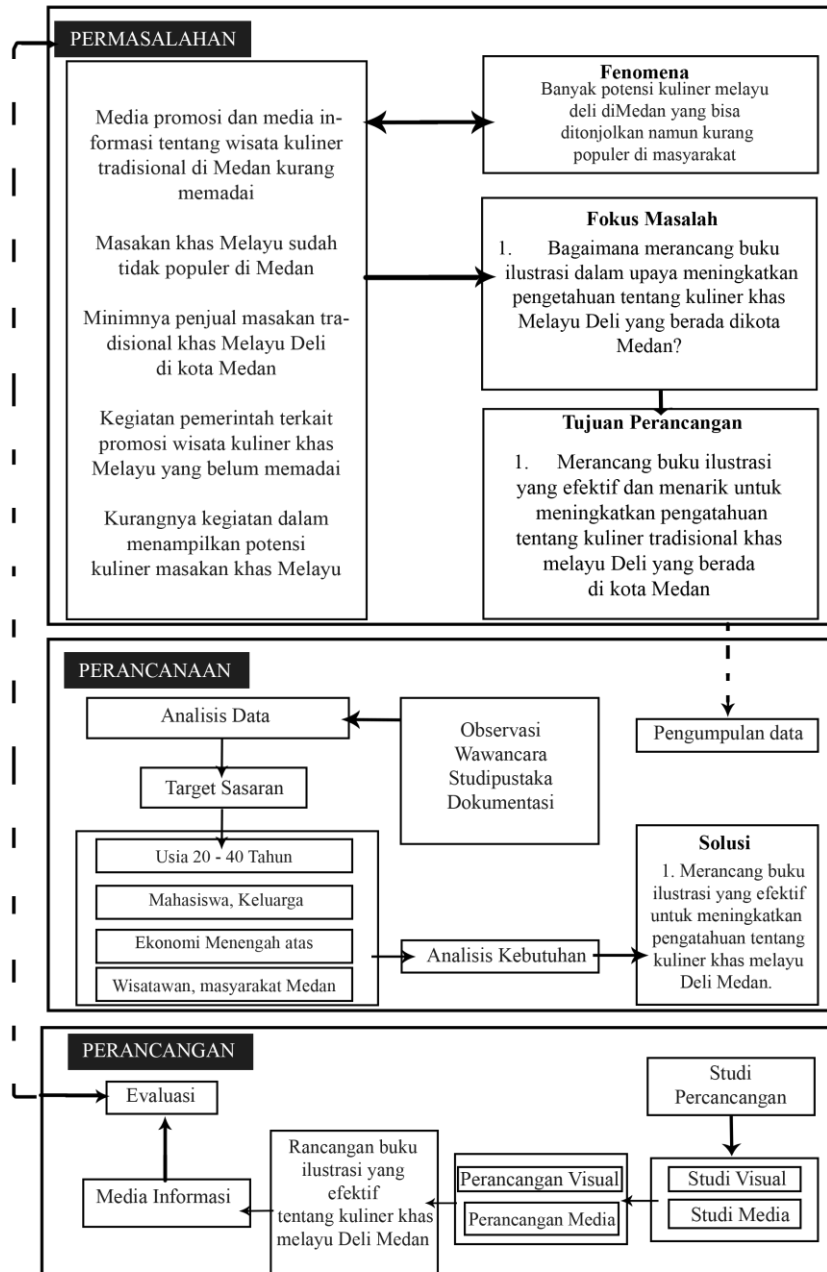 PERMASALAHAN
Media promosi dan media in-
formasi tentang wisata kuliner
tradisional di Medan kurang
memadai
Masakan khas Melayu sudah
tidak populer di Medan
Minimnya penjual masakan tra-
disional khas Melayu Deli
di kota Medan
Kegiatan pemerintah terkait
promosi wisata kuliner khas
Melayu yang belum memadai
Kurangnya kegiatan dalam
menampilkan potensi
kuliner masakan khas Melayu
Fenomena
Banyak potensi kuliner melayu
deli diMedan yang bisa
ditonjolkan namun kurang
populer di masyarakat
Fokus Masalah
1. Bagaimana merancang buku
ilustrasi dalam upaya meningkatkan
pengetahuan tentang kuliner khas
Melayu Deli yang berada dikota
Medan?
Tujuan Perancangan
1. Merancang buku ilustrasi
yang efektif dan menarik untuk
meningkatkan pengatahuan
tentang kuliner tradisional khas
melayu Deli yang berada
di kota Medan
PERANCANAAN
Analisis Data
Target Sasaran
Usia 20 - 40 Tahun
Mahasiswa, Keluarga
Ekonomi Menengah atas
Wisatawan, masyarakat Medan
Observasi
Wawancara
Studipustaka
Dokumentasi
Analisis Kebutuhan
Pengumpulan data
Solusi
1. Merancang buku
ilustrasi yang efektif
untuk meningkatkan
pengatahuan tentang
kuliner khas melayu
Deli Medan.
PERANCANGAN
Evaluasi
Media Informasi
Rancangan buku
ilustrasi yang
efektif
tentang kuliner khas
melayu Deli Medan
Perancangan Visual
Perancangan Media
Studi
Percancangan
Studi Visual
Studi Media